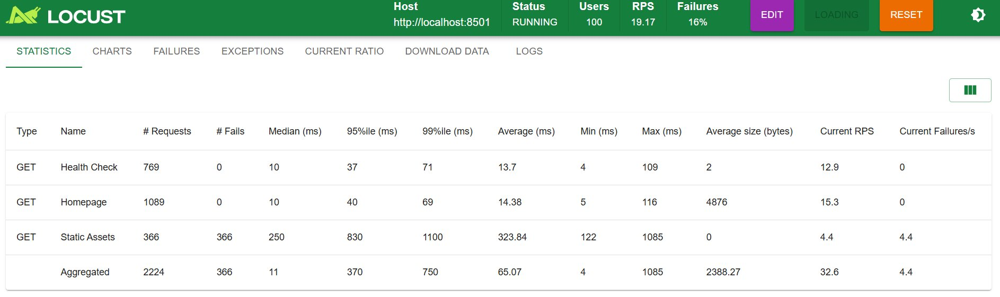 LOCUST
Host Status Users RPS Failures
http://localhost:8501 RUNNING 100 19.17 16%
EDIT LOADING RESET
STATISTICS CHARTS FAILURES EXCEPTIONS CURRENT RATIO DOWNLOAD DATA LOGS
Type Name # Requests # Fails Median (ms) 95%ile (ms) 99%ile (ms) Average (ms) Min (ms) Max (ms) Average size (bytes) Current RPS Current Failures/s
GET Health Check 769 0 10 37 71 13.7 4 109 2 12.9 0
GET Homepage 1089 0 10 40 69 14.38 5 116 4876 15.3 0
GET Static Assets 366 366 250 830 1100 323.84 122 1085 0 4.4 4.4
Aggregated 2224 366 11 370 750 65.07 4 1085 2388.27 32.6 4.4